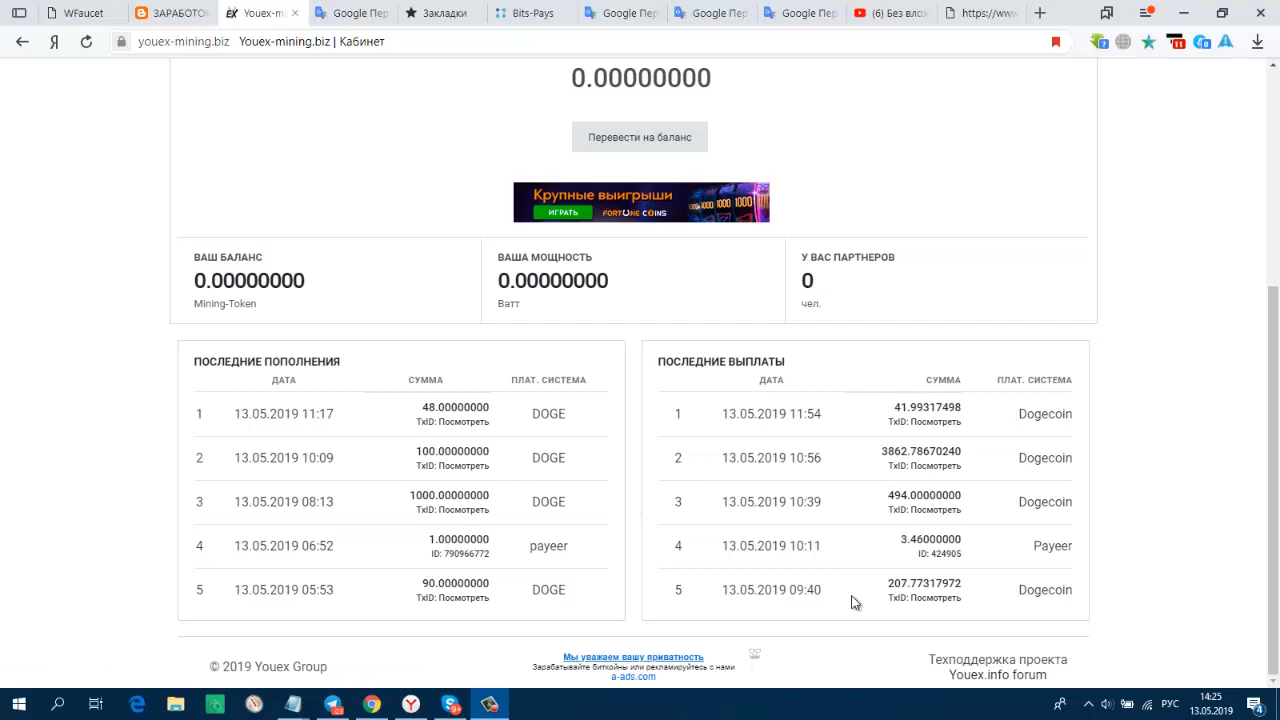 WFaucet
ЗАРАБОТО
Youex-mining
Google Пер
Закладки
Bits-Pays
Google Пер
Google Пер
Google Пер
(6) Без влож
https://www
youex-mining.biz Youex-mining.biz | Кабинет
0.00000000
Перевести на баланс
Крупные выигрыши
ИГРАТЬ FORTUNE COINS
ВАШ БАЛАНС
0.00000000
Mining-Token
ВАША МОЩНОСТЬ
0.00000000
Ватт
У ВАС ПАРТНЕРОВ
0
чел.
ПОСЛЕДНИЕ ПОПОЛНЕНИЯ
ДАТА СУММА ПЛАТ. СИСТЕМА
1 13.05.2019 11:17 48.00000000 DOGE
TxID: Посмотреть
2 13.05.2019 10:09 100.00000000 DOGE
TxID: Посмотреть
3 13.05.2019 08:13 1000.00000000 DOGE
TxID: Посмотреть
4 13.05.2019 06:52 1.00000000 payeer
ID: 790966772
5 13.05.2019 05:53 90.00000000 DOGE
TxID: Посмотреть
ПОСЛЕДНИЕ ВЫПЛАТЫ
ДАТА СУММА ПЛАТ. СИСТЕМА
1 13.05.2019 11:54 41.99317498 Dogecoin
TxID: Посмотреть
2 13.05.2019 10:56 3862.78670240 Dogecoin
TxID: Посмотреть
3 13.05.2019 10:39 494.00000000 Dogecoin
TxID: Посмотреть
4 13.05.2019 10:11 3.46000000 Payeer
ID: 424905
5 13.05.2019 09:40 207.77317972 Dogecoin
TxID: Посмотреть
© 2019 Youex Group
Мы уважаем вашу приватность
Зарабатывайте биткойны или рекламируйтесь с нами
a-ads.com
Техподдержка проекта
Youex.info forum
РУС
14:25
13.05.2019